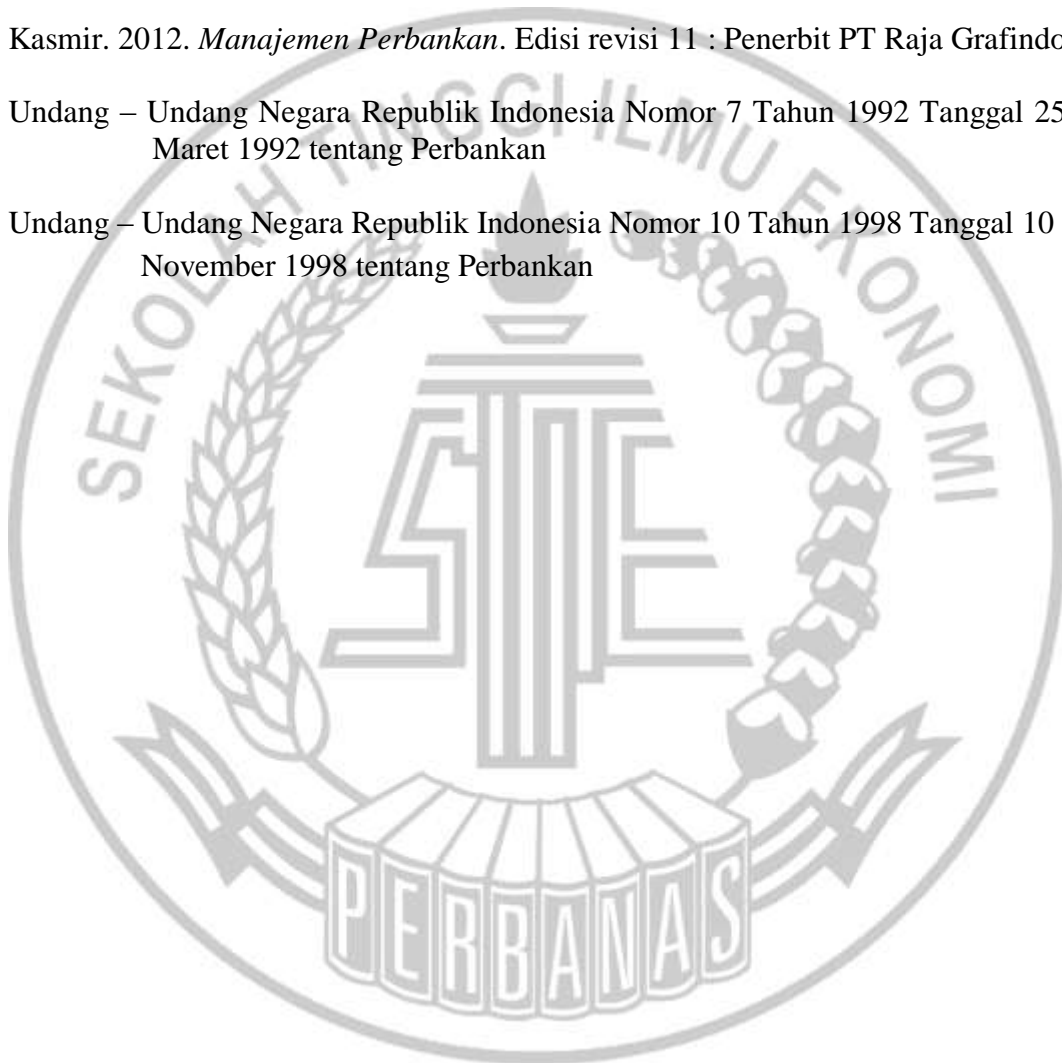 Kasmir. 2012. Manajemen Perbankan. Edisi revisi 11 : Penerbit PT Raja Grafindo
Undang – Undang Negara Republik Indonesia Nomor 7 Tahun 1992 Tanggal 25
Maret 1992 tentang Perbankan
Undang – Undang Negara Republik Indonesia Nomor 10 Tahun 1998 Tanggal 10
November 1998 tentang Perbankan
SEKOLAH TINGGI ILMU EKONOMI
STIE
PERBANAS